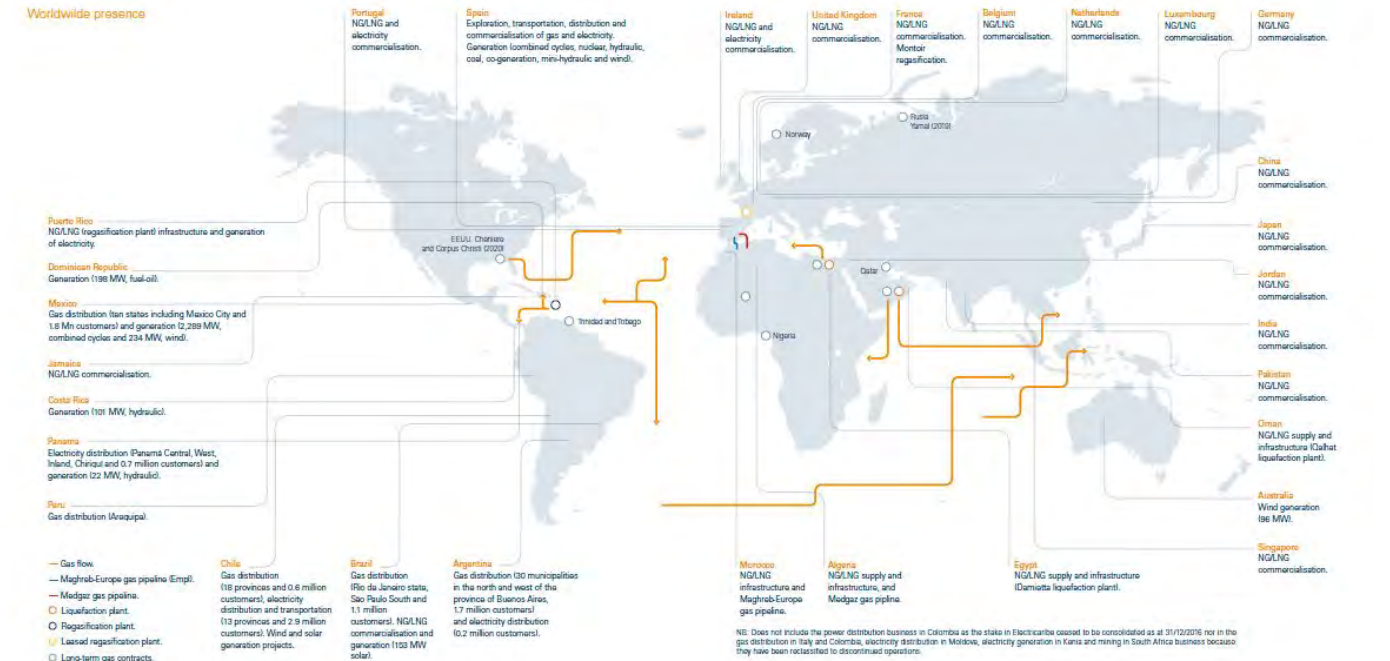 Worldwilde presence
Portugal
NG/LNG and
electricity
commercialisation.
Spain
Exploration, transportation, distribution and
commercialisation of gas and electricity.
Generation (combined cycles, nuclear, hydraulic,
coal, co-generation, mini-hydraulic and wind).
Ireland
NG/LNG and
electricity
commercialisation.
United Kingdom
NG/LNG
commercialisation.
France
NG/LNG
commercialisation.
Montoir
regasification.
Belgium
NG/LNG
commercialisation.
Netherlands
NG/LNG
commercialisation.
Luxembourg
NG/LNG
commercialisation.
Germany
NG/LNG
commercialisation.
Norway
Rusia
Yamal (2019)
China
NG/LNG
commercialisation.
Japan
NG/LNG
commercialisation.
Jordan
NG/LNG
commercialisation.
India
NG/LNG
commercialisation.
Pakistan
NG/LNG
commercialisation.
Oman
NG/LNG supply and
infrastructure (Qalhat
liquefaction plant).
Australia
Wind generation
(96 MW).
Singapore
NG/LNG
commercialisation.
Puerto Rico
NG/LNG (regasification plant) infrastructure and generation
of electricity.
Dominican Republic
Generation (198 MW, fuel-oil).
Mexico
Gas distribution (ten states including Mexico City and
1.8 Mn customers) and generation (2,289 MW,
combined cycles and 234 MW, wind).
Jamaica
NG/LNG commercialisation.
Costa Rica
Generation (101 MW, hydraulic).
Panama
Electricity distribution (Panamá Central, West,
Inland, Chiriquí and 0.7 million customers) and
generation (22 MW, hydraulic).
Peru
Gas distribution (Arequipa).
EEUU. Cheniere
and Corpus Christi (2020)
Trinidad and Tobago
Qatar
Nigeria
Gas flow.
Maghreb-Europe gas pipeline (Empl).
Medgaz gas pipeline.
Liquefaction plant.
Regasification plant.
Leased regasification plant.
Long-term gas contracts.
Chile
Gas distribution
(18 provinces and 0.6 million
customers), electricity
distribution and transportation
(13 provinces and 2.9 million
customers). Wind and solar
generation projects.
Brazil
Gas distribution
(Rio de Janeiro state,
São Paulo South and
1.1 million
customers). NG/LNG
commercialisation and
generation (153 MW
solar).
Argentina
Gas distribution (30 municipalities
in the north and west of the
province of Buenos Aires,
1.7 million customers)
and electricity distribution
(0.2 million customers).
Morocco
NG/LNG
infrastructure and
Maghreb-Europe
gas pipeline.
Algeria
NG/LNG supply and
infrastructure, and
Medgaz gas pipline.
Egypt
NG/LNG supply and infrastructure
(Damietta liquefaction plant).
NB: Does not include the power distribution business in Colombia as the stake in Electricaribe ceased to be consolidated as at 31/12/2016 nor in the
gas distribution in Italy and Colombia, electricity distribution in Moldova, electricity generation in Kenia and mining in South Africa business because
they have been reclassified to discontinued operations.